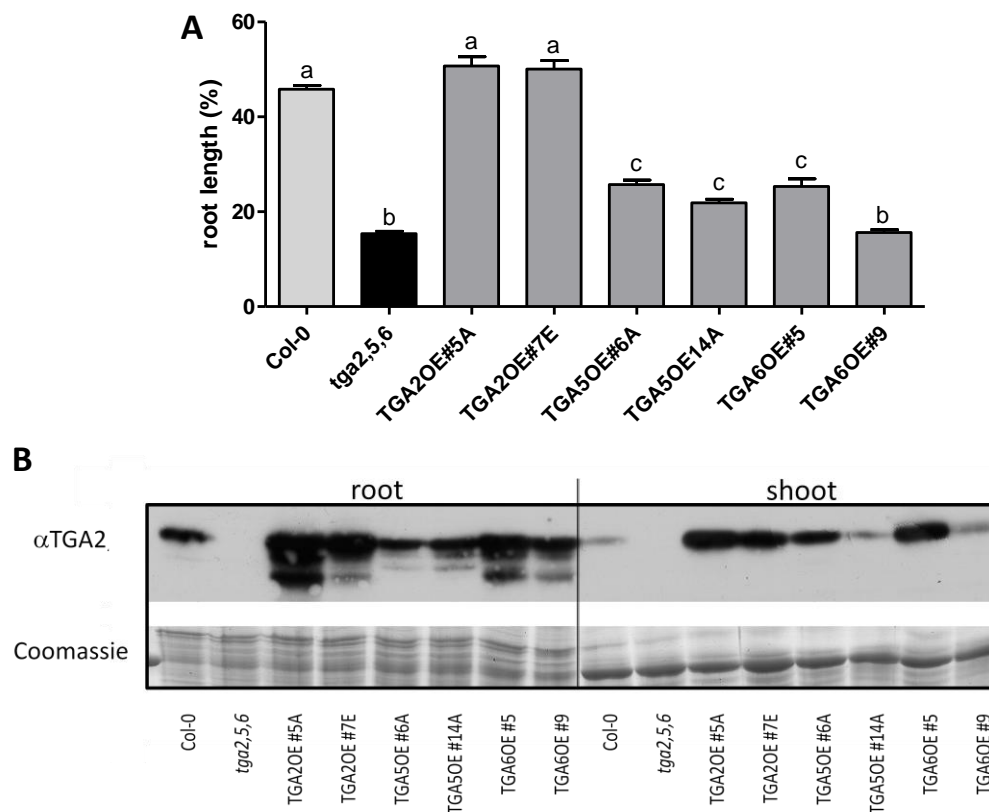 A
60
40
20
0
root length (%)
a
b
a
a
c
c
c
b
Col-0
tga2,5,6
TGA2OE#5A
TGA2OE#7E
TGA5OE#6A
TGA5OE14A
TGA6OE#5
TGA6OE#9
B
root
shoot
αTGA2
Coomassie
Col-0
tga2,5,6
TGA2OE #5A
TGA2OE #7E
TGA5OE #6A
TGA5OE #14A
TGA6OE #5
TGA6OE #9
Col-0
tga2,5,6
TGA2OE #5A
TGA2OE #7E
TGA5OE #6A
TGA5OE #14A
TGA6OE #5
TGA6OE #9